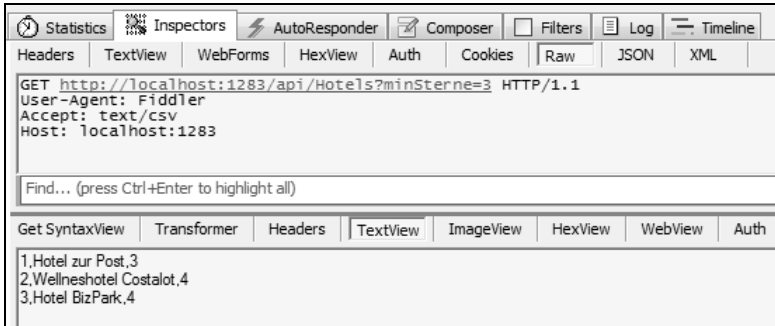 Statistics Inspectors AutoResponder Composer Filters Log Timeline
Headers TextView WebForms HexView Auth Cookies Raw JSON XML
GET http://localhost:1283/api/Hotels?minSterne=3 HTTP/1.1
User-Agent: Fiddler
Accept: text/csv
Host: localhost:1283
Find... (press Ctrl+Enter to highlight all)
Get SyntaxView Transformer Headers TextView ImageView HexView WebView Auth
1,Hotel zur Post,3
2,Wellneshotel Costalot,4
3,Hotel BizPark,4